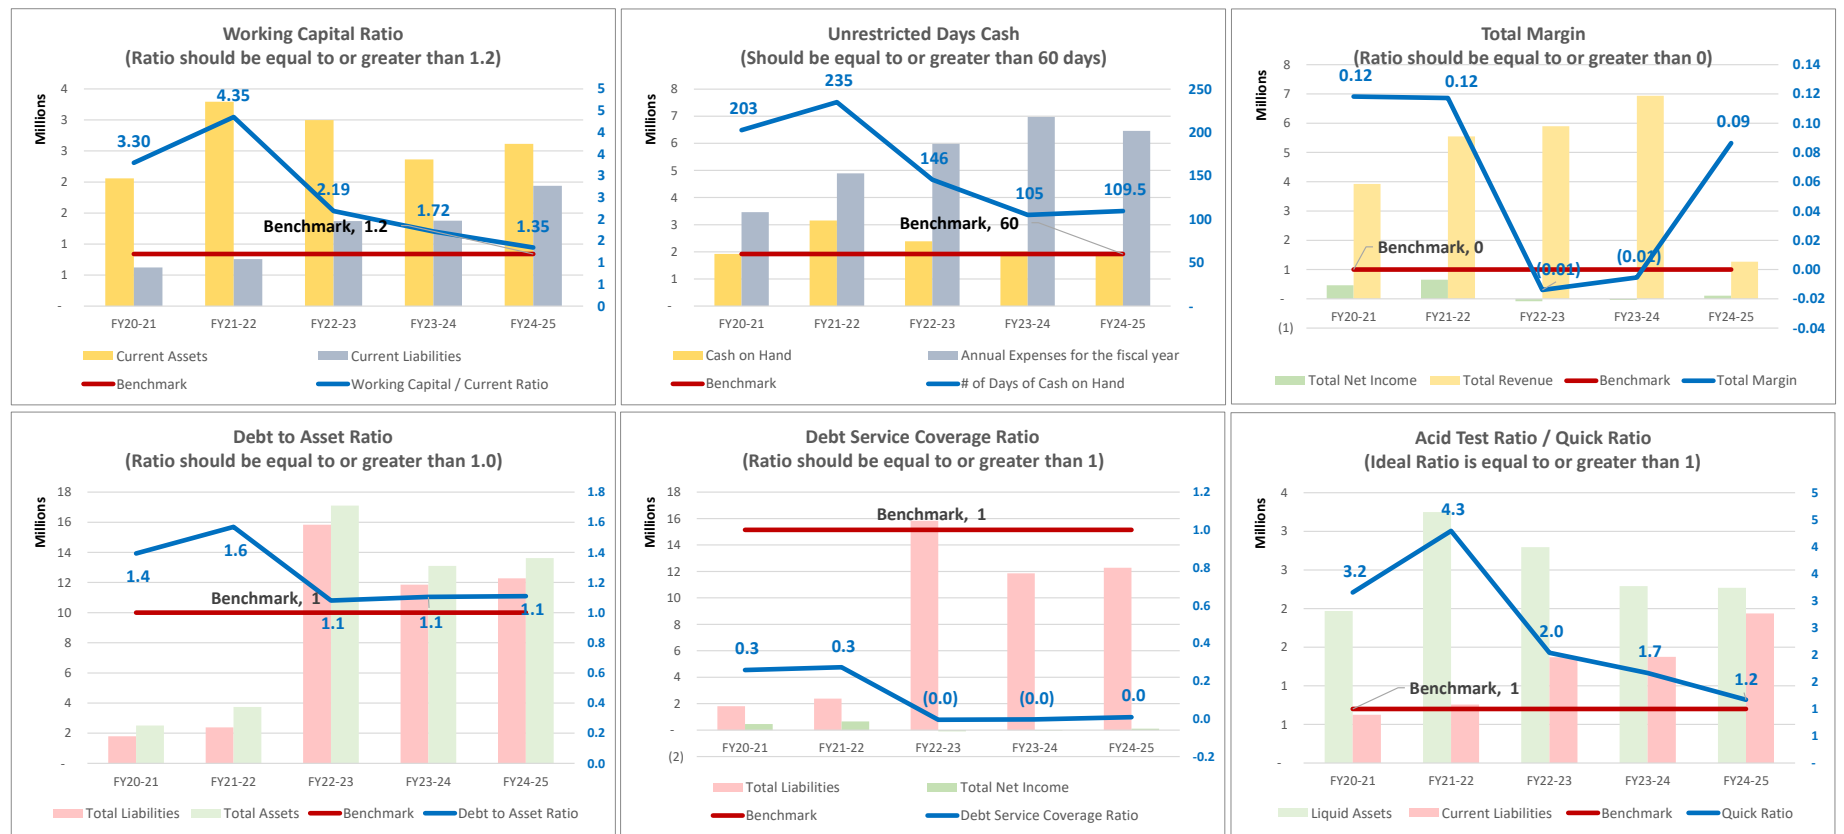 Working Capital Ratio
(Ratio should be equal to or greater than 1.2)
Millions
4
3
3
2
2
1
1
-
5
5
4
4
3
3
2
2
1
1
0
3.30
4.35
2.19
1.72
1.35
Benchmark, 1.2
FY20-21
FY21-22
FY22-23
FY23-24
FY24-25
Current Assets
Current Liabilities
Benchmark
Working Capital / Current Ratio
Unrestricted Days Cash
(Should be equal to or greater than 60 days)
Millions
8
7
6
5
4
3
2
1
-
250
200
150
100
50
-
203
235
146
105
109.5
Benchmark, 60
FY20-21
FY21-22
FY22-23
FY23-24
FY24-25
Cash on Hand
Annual Expenses for the fiscal year
Benchmark
# of Days of Cash on Hand
Total Margin
(Ratio should be equal to or greater than 0)
Millions
8
7
6
5
4
3
2
1
-
(1)
0.14
0.12
0.10
0.08
0.06
0.04
0.02
0.00
-0.02
-0.04
0.12
0.12
(0.01)
(0.01)
0.09
Benchmark, 0
FY20-21
FY21-22
FY22-23
FY23-24
FY24-25
Total Net Income
Total Revenue
Benchmark
Total Margin
Debt to Asset Ratio
(Ratio should be equal to or greater than 1.0)
Millions
18
16
14
12
10
8
6
4
2
-
1.8
1.6
1.4
1.2
1.0
0.8
0.6
0.4
0.2
0.0
1.4
1.6
1.1
1.1
1.1
Benchmark, 1
FY20-21
FY21-22
FY22-23
FY23-24
FY24-25
Total Liabilities
Total Assets
Benchmark
Debt to Asset Ratio
Debt Service Coverage Ratio
(Ratio should be equal to or greater than 1)
Millions
18
16
14
12
10
8
6
4
2
-
(2)
1.2
1.0
0.8
0.6
0.4
0.2
0.0
-0.2
Benchmark, 1
0.3
0.3
(0.0)
(0.0)
0.0
FY20-21
FY21-22
FY22-23
FY23-24
FY24-25
Total Liabilities
Total Net Income
Benchmark
Debt Service Coverage Ratio
Acid Test Ratio / Quick Ratio
(Ideal Ratio is equal to or greater than 1)
Millions
4
3
3
2
2
1
1
-
5
5
4
4
3
3
2
2
1
1
-
3.2
4.3
2.0
1.7
1.2
Benchmark, 1
FY20-21
FY21-22
FY22-23
FY23-24
FY24-25
Liquid Assets
Current Liabilities
Benchmark
Quick Ratio